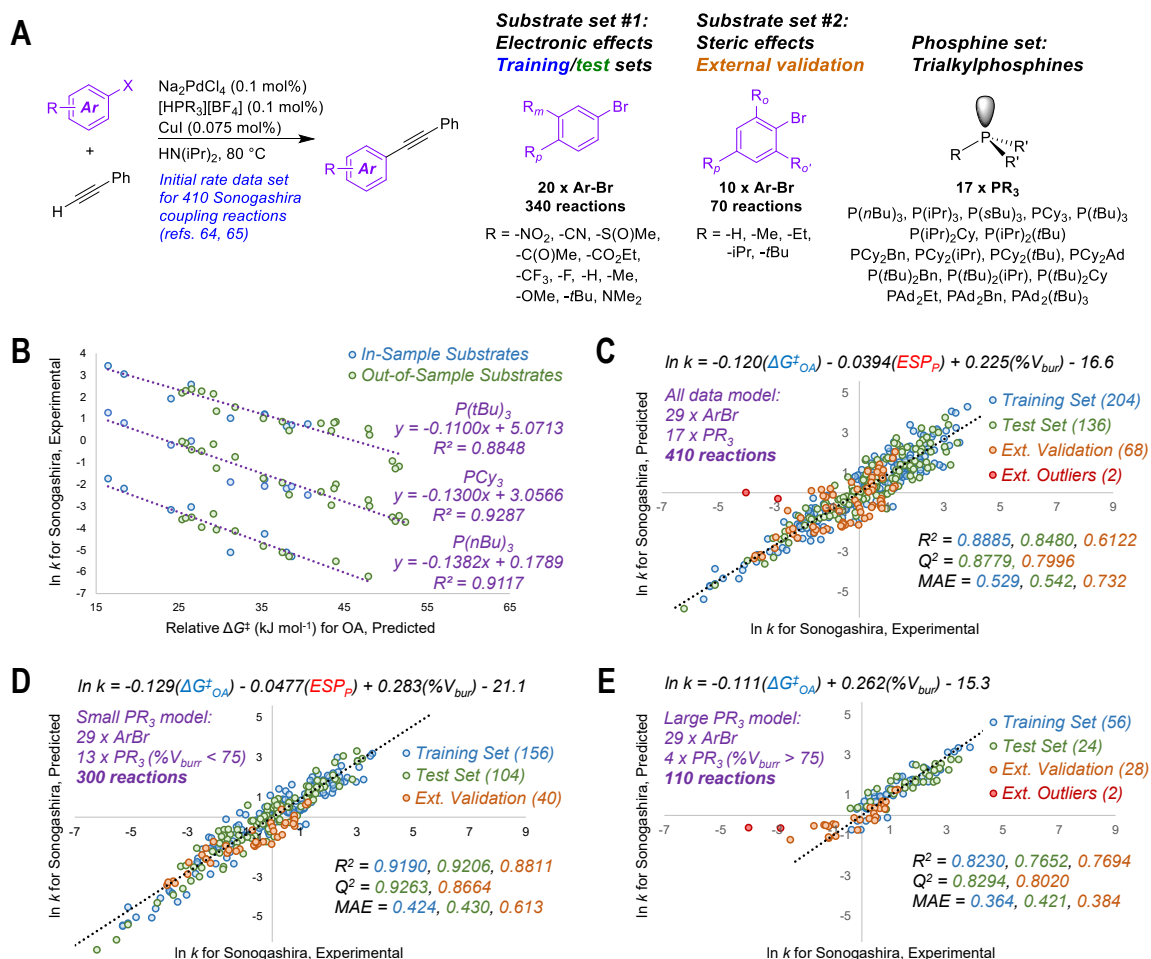 A
R
Ar
X
+
H
Ph
Na2PdCl4 (0.1 mol%)
[HPR3][BF4] (0.1 mol%)
CuI (0.075 mol%)
HN(iPr)2, 80 °C
Initial rate data set
for 410 Sonogashira
coupling reactions
(refs. 64, 65)
R
Ar
Ph
Substrate set #1:
Electronic effects
Training/test sets
Rm
Br
Rp
20 x Ar-Br
340 reactions
R = -NO2, -CN, -S(O)Me,
-C(O)Me, -CO2Et,
-CF3, -F, -H, -Me,
-OMe, -tBu, NMe2
Substrate set #2:
Steric effects
External validation
Ro
Br
Rp
Ro'
10 x Ar-Br
70 reactions
R = -H, -Me, -Et,
-iPr, -tBu
Phosphine set:
Trialkylphosphines
P
R
R'
R'
17 x PR3
P(nBu)3, P(iPr)3, P(sBu)3, PCy3, P(tBu)3
P(iPr)2Cy, P(iPr)2(tBu)
PCy2Bn, PCy2(iPr), PCy2(tBu), PCy2Ad
P(tBu)2Bn, P(tBu)2(iPr), P(tBu)2Cy
PAd2Et, PAd2Bn, PAd2(tBu)3
B
ln k for Sonogashira, Experimental
4
3
2
1
0
-1
-2
-3
-4
-5
-6
-7
15 25 35 45 55 65
Relative ΔG‡ (kJ mol-1) for OA, Predicted
In-Sample Substrates
Out-of-Sample Substrates
P(tBu)3
y = -0.1100x + 5.0713
R² = 0.8848
PCy3
y = -0.1300x + 3.0566
R² = 0.9287
P(nBu)3
y = -0.1382x + 0.1789
R² = 0.9117
C
ln k = -0.120(ΔG‡OA) - 0.0394(ESPP) + 0.225(%Vbur) - 16.6
ln k for Sonogashira, Predicted
All data model:
29 x ArBr
17 x PR3
410 reactions
5
3
1
-3
-5
-7 -5 -3 -1 1 3 5 7 9
Training Set (204)
Test Set (136)
Ext. Validation (68)
Ext. Outliers (2)
R² = 0.8885, 0.8480, 0.6122
Q² = 0.8779, 0.7996
MAE = 0.529, 0.542, 0.732
ln k for Sonogashira, Experimental
D
ln k = -0.129(ΔG‡OA) - 0.0477(ESPP) + 0.283(%Vbur) - 21.1
ln k for Sonogashira, Predicted
Small PR3 model:
29 x ArBr
13 x PR3 (%Vburr < 75)
300 reactions
5
3
1
-3
-5
-7 -5 -3 -1 1 3 5 7 9
Training Set (156)
Test Set (104)
Ext. Validation (40)
R² = 0.9190, 0.9206, 0.8811
Q² = 0.9263, 0.8664
MAE = 0.424, 0.430, 0.613
ln k for Sonogashira, Experimental
E
ln k = -0.111(ΔG‡OA) + 0.262(%Vbur) - 15.3
ln k for Sonogashira, Predicted
Large PR3 model:
29 x ArBr
4 x PR3 (%Vburr > 75)
110 reactions
5
3
1
-1
-3
-5
-7 -5 -3 -1 1 3 5 7 9
Training Set (56)
Test Set (24)
Ext. Validation (28)
Ext. Outliers (2)
R² = 0.8230, 0.7652, 0.7694
Q² = 0.8294, 0.8020
MAE = 0.364, 0.421, 0.384
ln k for Sonogashira, Experimental